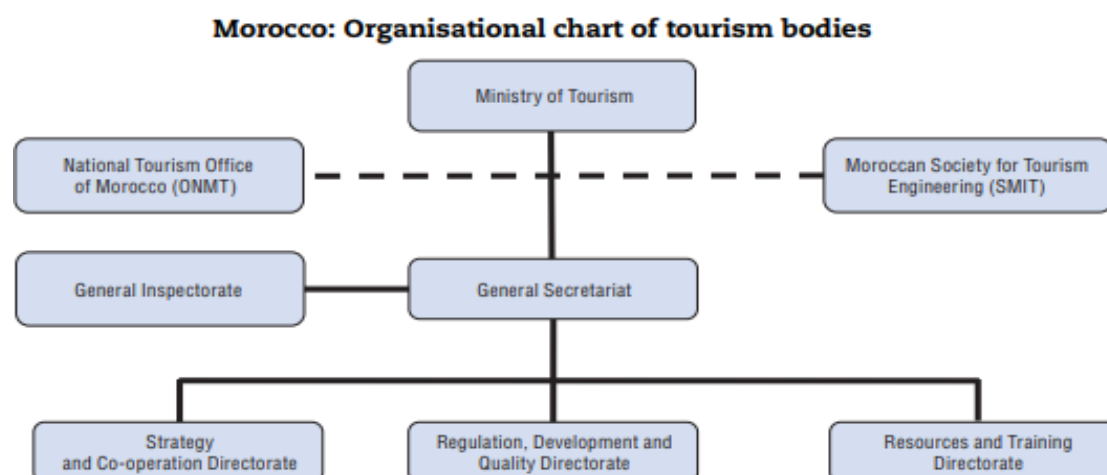 Morocco: Organisational chart of tourism bodies
Ministry of Tourism
National Tourism Office
of Morocco (ONMT)
Moroccan Society for Tourism
Engineering (SMIT)
General Inspectorate
General Secretariat
Strategy
and Co-operation Directorate
Regulation, Development and
Quality Directorate
Resources and Training
Directorate